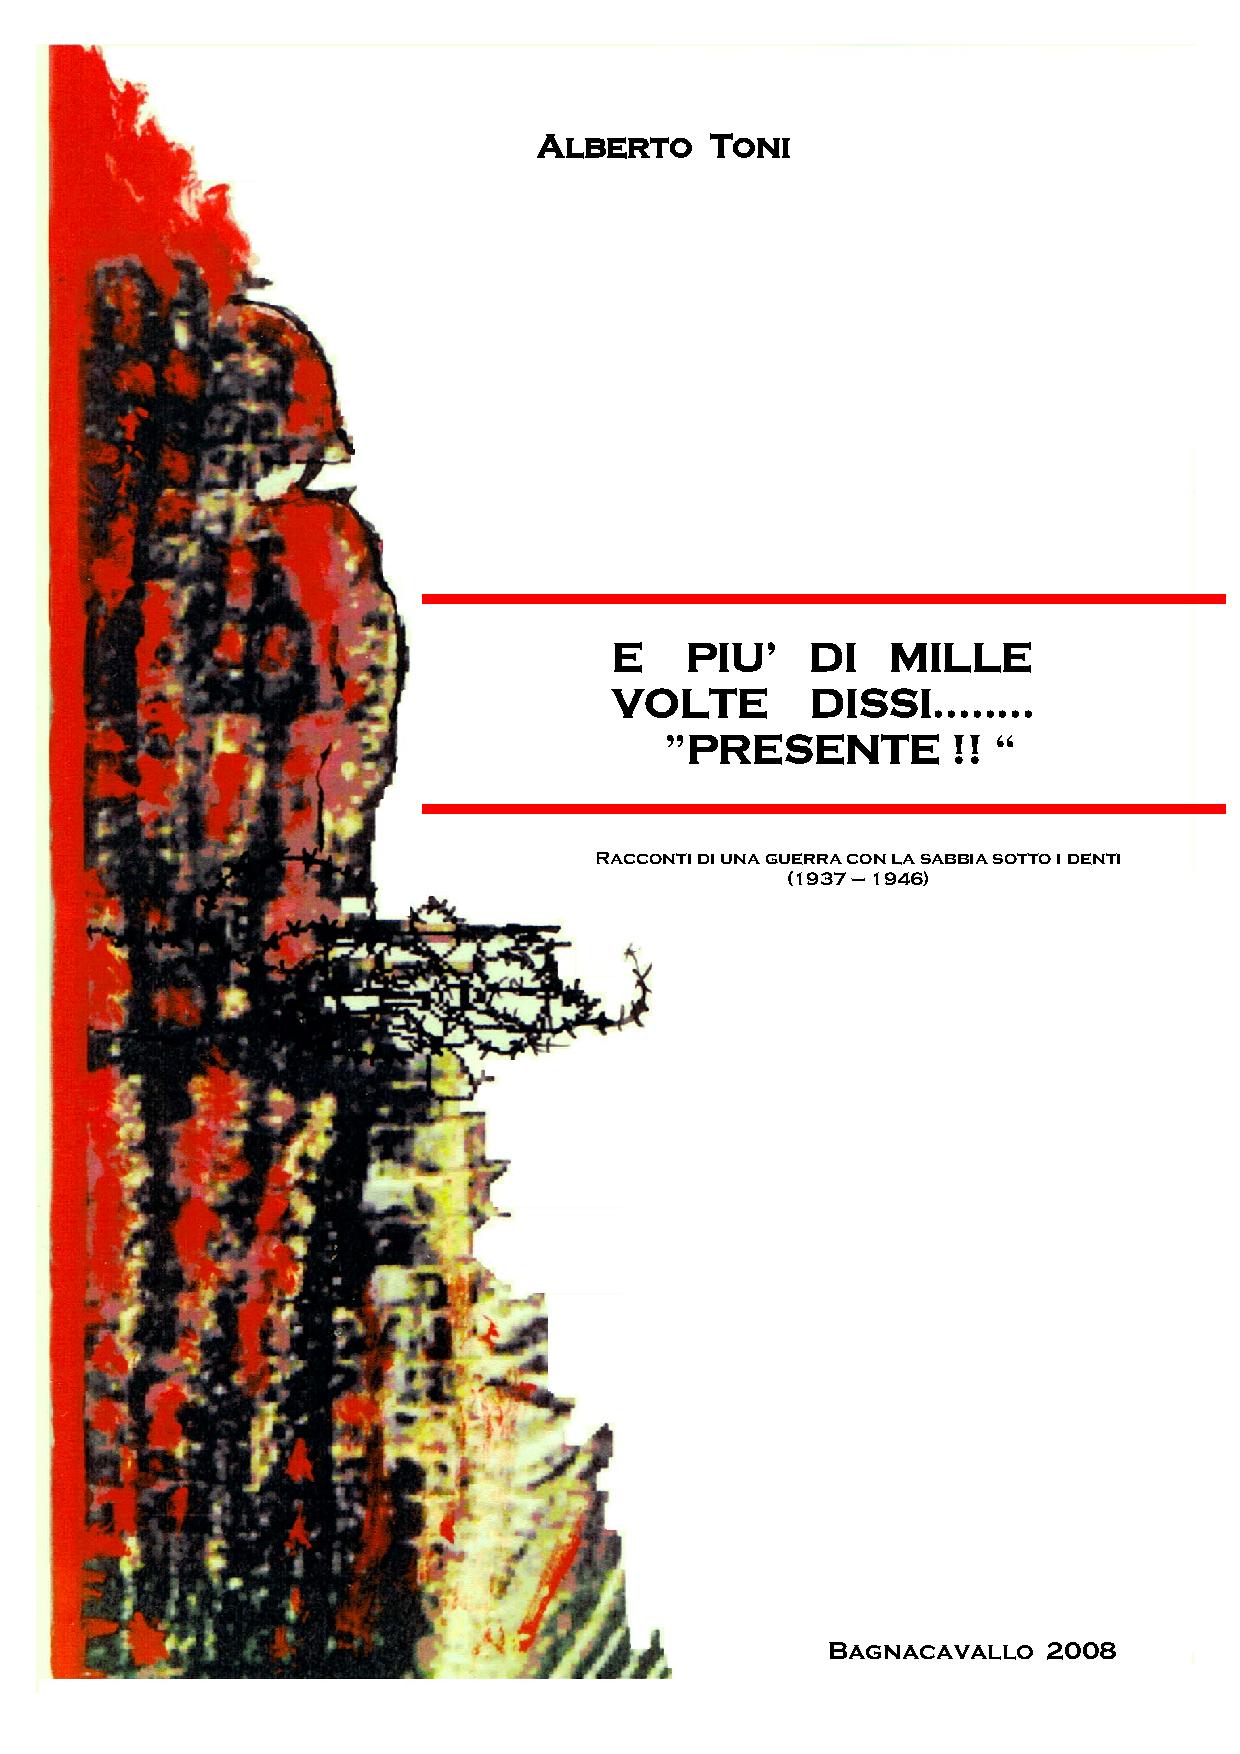 ALBERTO TONI
E PIU' DI MILLE
VOLTE DISSI........
”PRESENTE !! “
RACCONTI DI UNA GUERRA CON LA SABBIA SOTTO I DENTI
(1937 – 1946)
BAGNACAVALLO 2008